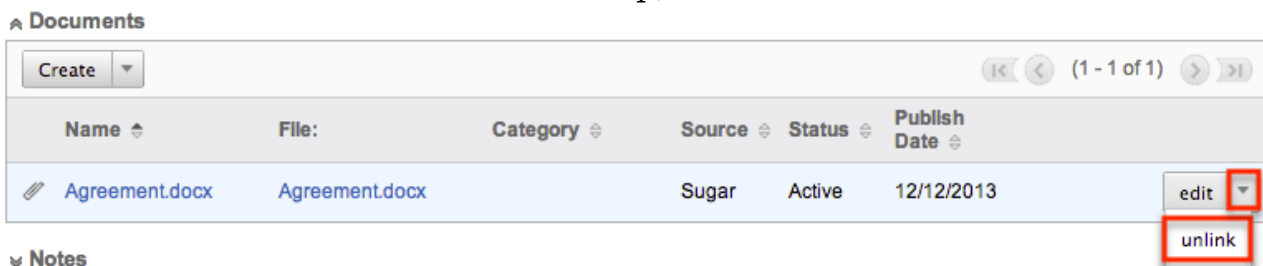 Documents
Create (1 - 1 of 1)
Name File: Category Source Status Publish Date
Agreement.docx Agreement.docx Sugar Active 12/12/2013 edit
unlink
Notes